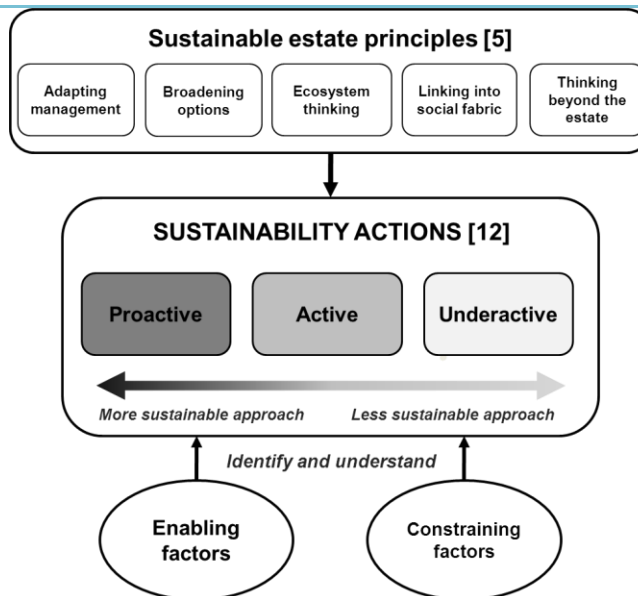 Sustainable estate principles [5]
Adapting
management
Broadening
options
Ecosystem
thinking
Linking into
social fabric
Thinking
beyond the
estate
SUSTAINABILITY ACTIONS [12]
Proactive
Active
Underactive
More sustainable approach
Less sustainable approach
Identify and understand
Enabling
factors
Constraining
factors